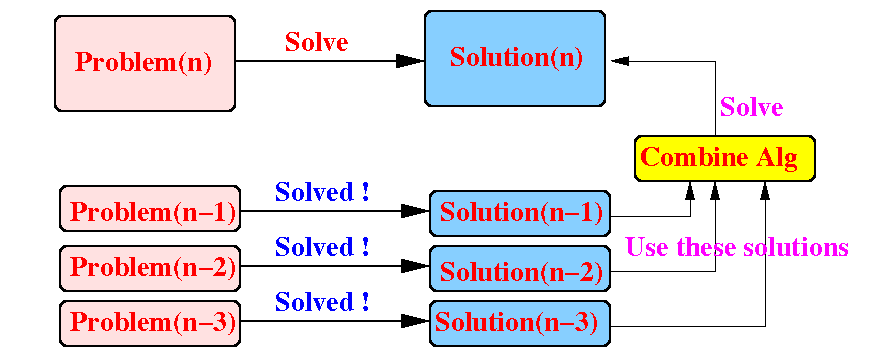 Problem(n)
Solve
Solution(n)
Solve
Combine Alg
Problem(n−1)
Solved !
Solution(n−1)
Use these solutions
Problem(n−2)
Solved !
Solution(n−2)
Problem(n−3)
Solved !
Solution(n−3)